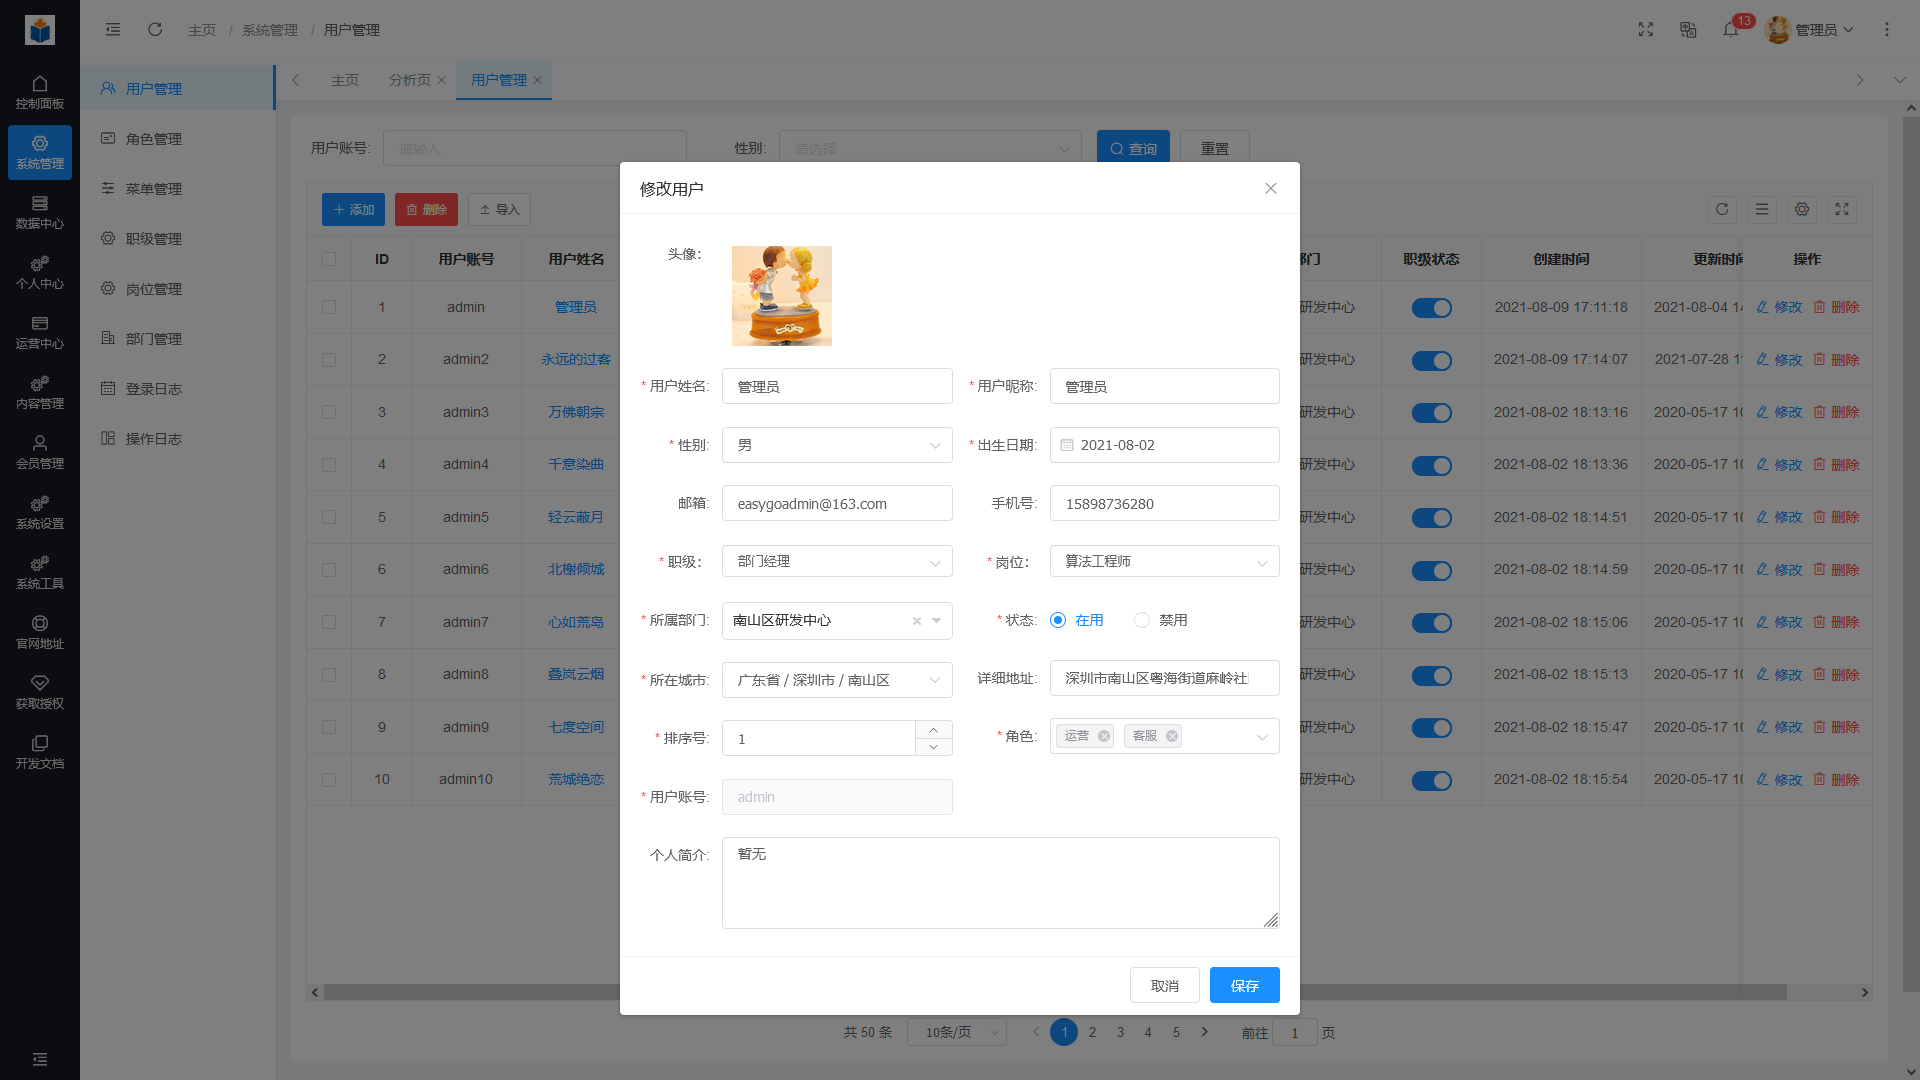 主页 / 系统管理 / 用户管理
13
管理员
控制面板
系统管理
数据中心
个人中心
运营中心
内容管理
会员管理
系统设置
系统工具
官网地址
获取授权
开发文档
用户管理
角色管理
菜单管理
职级管理
岗位管理
部门管理
登录日志
操作日志
主页 分析页 用户管理
用户账号: 请输入 性别: 请选择 查询 重置
添加 删除 导入
ID 用户账号 用户姓名 部门 职级状态 创建时间 更新时间 操作
1 admin 管理员 研发中心 2021-08-09 17:11:18 2021-08-04 14 修改 删除
2 admin2 永远的过客 研发中心 2021-08-09 17:14:07 2021-07-28 1 修改 删除
3 admin3 万佛朝宗 研发中心 2021-08-02 18:13:16 2020-05-17 10 修改 删除
4 admin4 千意染曲 研发中心 2021-08-02 18:13:36 2020-05-17 10 修改 删除
5 admin5 轻云蔽月 研发中心 2021-08-02 18:14:51 2020-05-17 10 修改 删除
6 admin6 北榭倾城 研发中心 2021-08-02 18:14:59 2020-05-17 10 修改 删除
7 admin7 心如荒岛 研发中心 2021-08-02 18:15:06 2020-05-17 10 修改 删除
8 admin8 叠岚云烟 研发中心 2021-08-02 18:15:13 2020-05-17 10 修改 删除
9 admin9 七度空间 研发中心 2021-08-02 18:15:47 2020-05-17 10 修改 删除
10 admin10 荒城绝恋 研发中心 2021-08-02 18:15:54 2020-05-17 10 修改 删除
共 50 条 10条/页 1 2 3 4 5 前往 1 页
修改用户
头像:
* 用户姓名: 管理员 * 用户昵称: 管理员
* 性别: 男 * 出生日期: 2021-08-02
邮箱: easygoadmin@163.com 手机号: 15898736280
* 职级: 部门经理 * 岗位: 算法工程师
* 所属部门: 南山区研发中心 * 状态: 在用 禁用
* 所在城市: 广东省 / 深圳市 / 南山区 详细地址: 深圳市南山区粤海街道麻岭社
* 排序号: 1 * 角色: 运营 客服
* 用户账号: admin
个人简介: 暂无
取消 保存